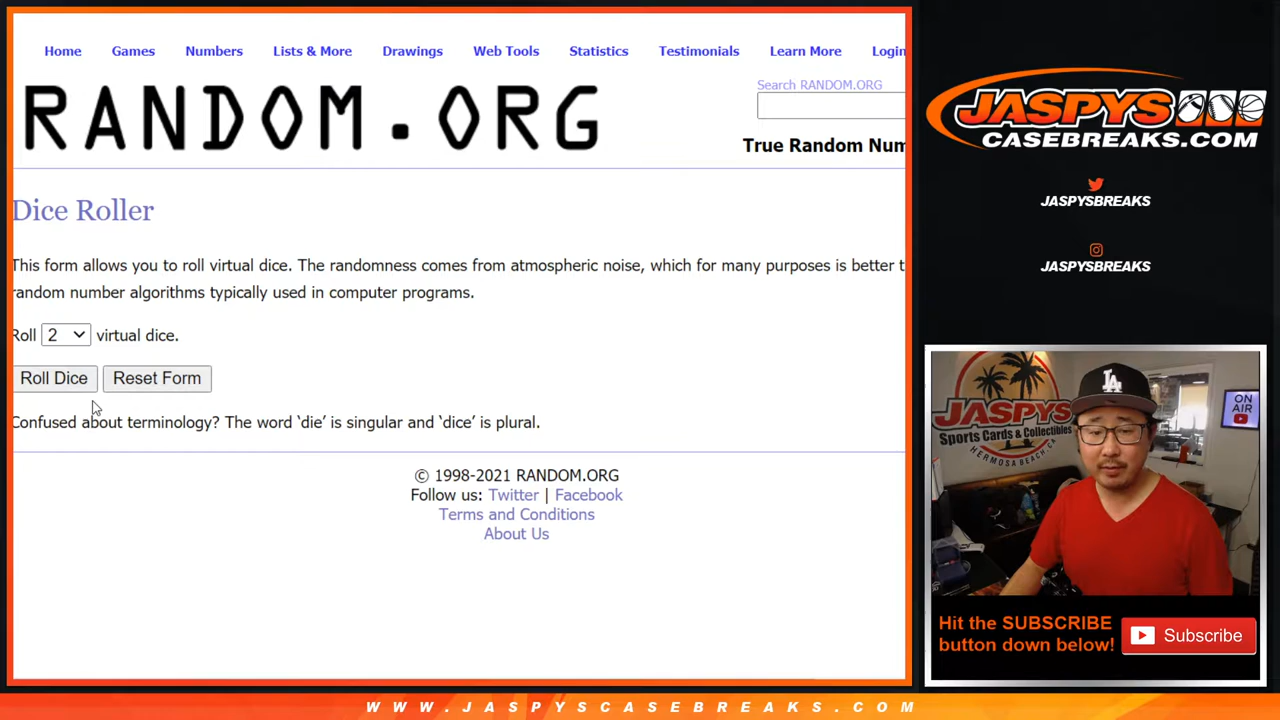 Home Games Numbers Lists & More Drawings Web Tools Statistics Testimonials Learn More Login
RANDOM.ORG
Search RANDOM.ORG
True Random Num
Dice Roller
This form allows you to roll virtual dice. The randomness comes from atmospheric noise, which for many purposes is better t
random number algorithms typically used in computer programs.
Roll 2 virtual dice.
Roll Dice Reset Form
Confused about terminology? The word ‘die’ is singular and ‘dice’ is plural.
© 1998-2021 RANDOM.ORG
Follow us: Twitter | Facebook
Terms and Conditions
About Us
JASPYS
CASEBREAKS.COM
JASPYSBREAKS
JASPYSBREAKS
JASPYS
Sports Cards & Collectibles
HERMOSA BEACH, CA
LA
ON
AIR
Hit the SUBSCRIBE
button down below!
Subscribe
WWW.JASPYSCASEBREAKS.COM